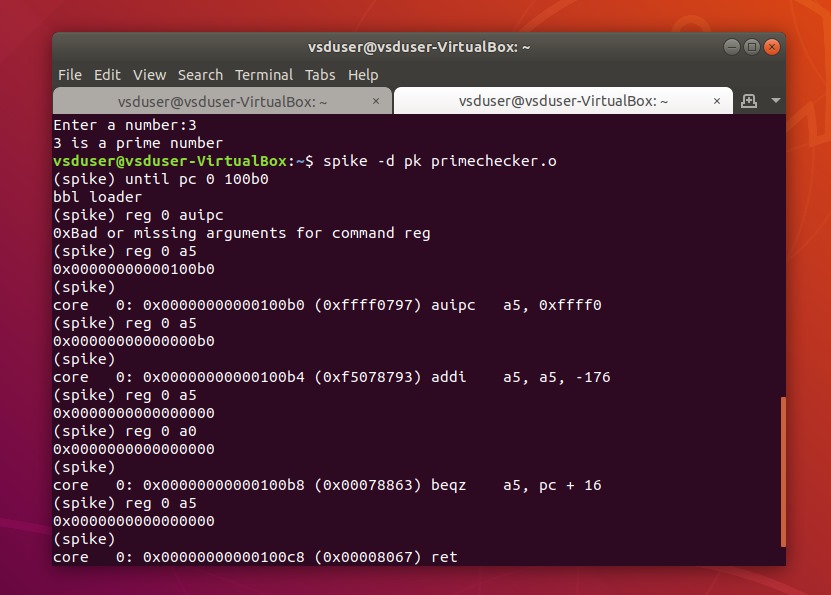 vsduser@vsduser-VirtualBox: ~
File Edit View Search Terminal Tabs Help
vsduser@vsduser-VirtualBox: ~ × vsduser@vsduser-VirtualBox: ~ ×
Enter a number:3
3 is a prime number
vsduser@vsduser-VirtualBox:~$ spike -d pk primechecker.o
(spike) until pc 0 100b0
bbl loader
(spike) reg 0 auipc
0xBad or missing arguments for command reg
(spike) reg 0 a5
0x00000000000100b0
(spike)
core   0: 0x00000000000100b0 (0xffff0797) auipc   a5, 0xffff0
(spike) reg 0 a5
0x00000000000000b0
(spike)
core   0: 0x00000000000100b4 (0xf5078793) addi    a5, a5, -176
(spike) reg 0 a5
0x0000000000000000
(spike) reg 0 a0
0x0000000000000000
(spike)
core   0: 0x00000000000100b8 (0x00078863) beqz    a5, pc + 16
(spike) reg 0 a5
0x0000000000000000
(spike)
core   0: 0x00000000000100c8 (0x00008067) ret